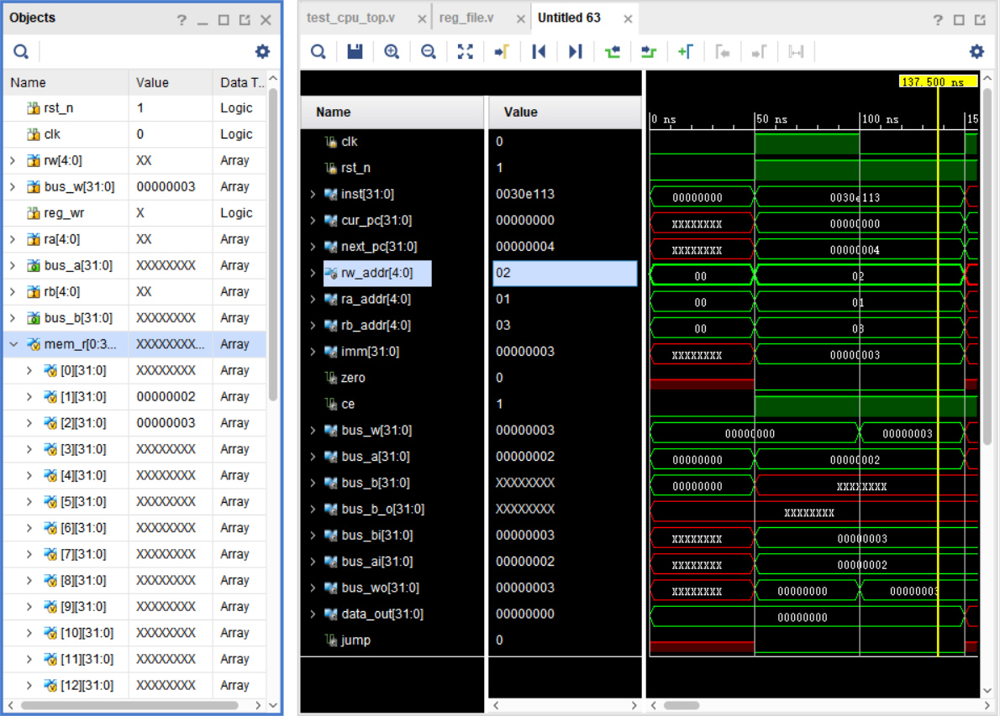 Objects
Name Value Data T...
rst_n 1 Logic
clk 0 Logic
rw[4:0] XX Array
bus_w[31:0] 00000003 Array
reg_wr X Logic
ra[4:0] XX Array
bus_a[31:0] XXXXXXXX Array
rb[4:0] XX Array
bus_b[31:0] XXXXXXXX Array
mem_r[0:3... XXXXXXXX... Array
[0][31:0] XXXXXXXX Array
[1][31:0] 00000002 Array
[2][31:0] 00000003 Array
[3][31:0] XXXXXXXX Array
[4][31:0] XXXXXXXX Array
[5][31:0] XXXXXXXX Array
[6][31:0] XXXXXXXX Array
[7][31:0] XXXXXXXX Array
[8][31:0] XXXXXXXX Array
[9][31:0] XXXXXXXX Array
[10][31:0] XXXXXXXX Array
[11][31:0] XXXXXXXX Array
[12][31:0] XXXXXXXX Array
test_cpu_top.v reg_file.v Untitled 63
137.500 ns
Name Value
0 ns 50 ns 100 ns 15
clk 0
rst_n 1
inst[31:0] 0030e113 00000000 0030e113
cur_pc[31:0] 00000000 XXXXXXXX 00000000
next_pc[31:0] 00000004 XXXXXXXX 00000004
rw_addr[4:0] 02 00 02
ra_addr[4:0] 01 00 01
rb_addr[4:0] 03 00 03
imm[31:0] 00000003 XXXXXXXX 00000003
zero 0
ce 1
bus_w[31:0] 00000003 00000000 00000003
bus_a[31:0] 00000002 00000000 00000002
bus_b[31:0] XXXXXXXX 00000000 XXXXXXXX
bus_b_o[31:0] XXXXXXXX XXXXXXXX
bus_bi[31:0] 00000003 XXXXXXXX 00000003
bus_ai[31:0] 00000002 XXXXXXXX 00000002
bus_wo[31:0] 00000003 XXXXXXXX 00000000 00000003
data_out[31:0] 00000000 00000000
jump 0